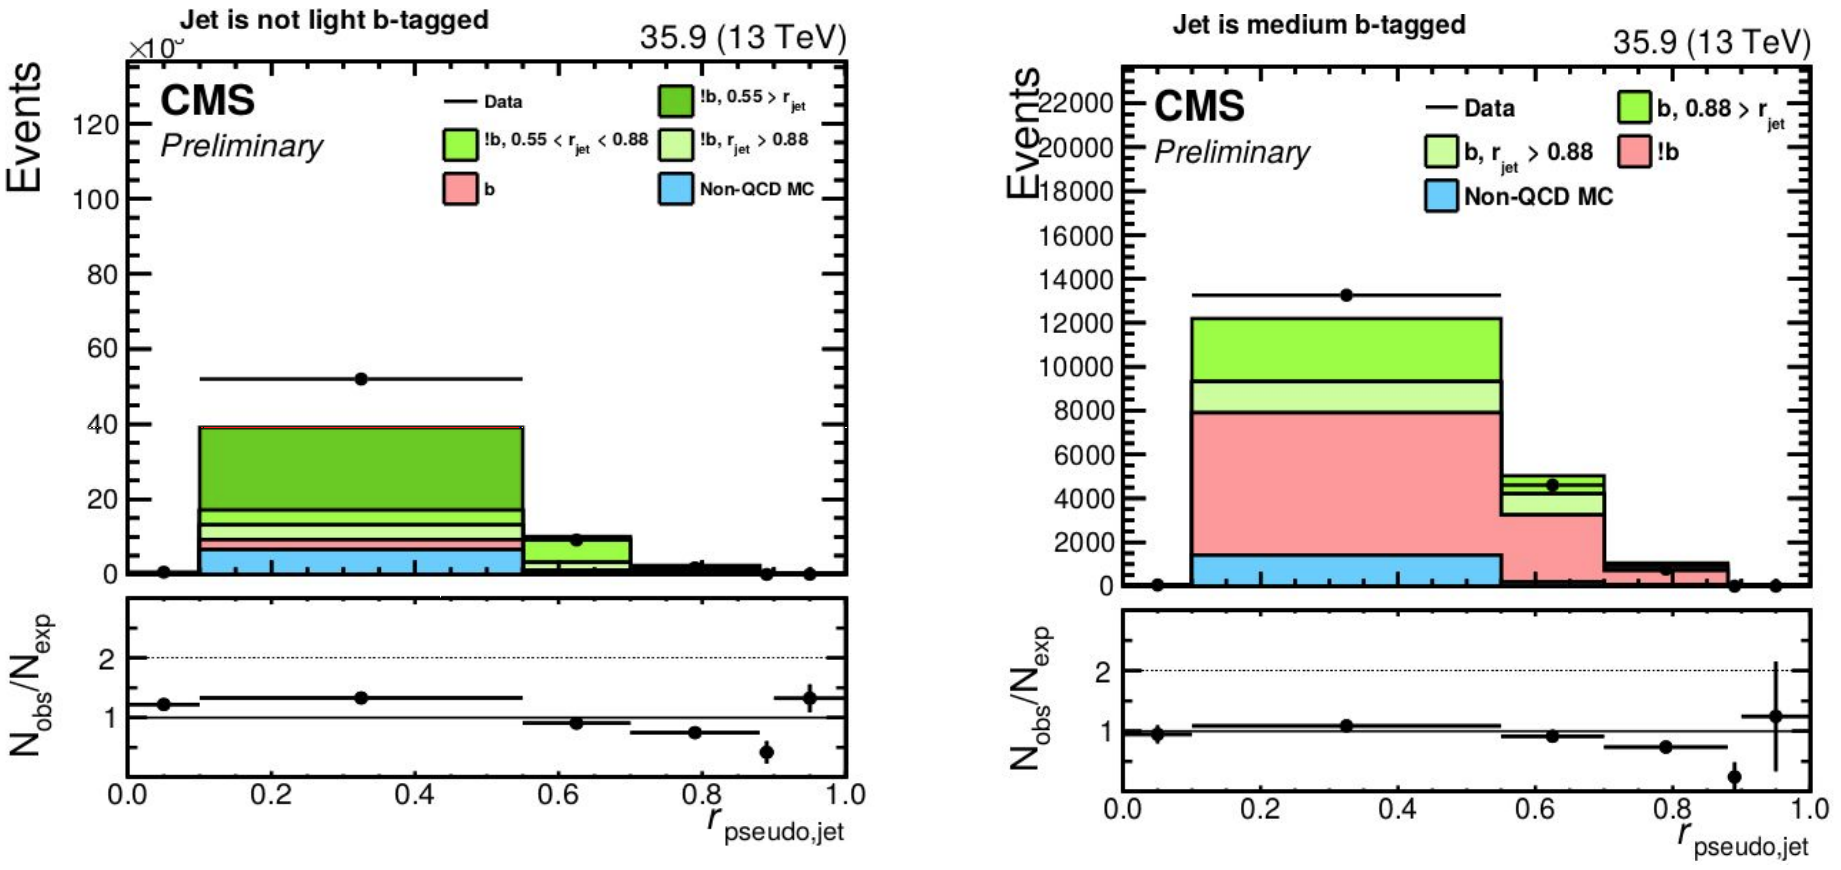 Jet is not light b-tagged
35.9 (13 TeV)
Events
120
100
80
60
40
20
0
CMS
Preliminary
Data
!b, 0.55 > r_jet
!b, 0.55 < r_jet < 0.88
!b, r_jet > 0.88
b
Non-QCD MC
N_obs/N_exp
2
1
0.0 0.2 0.4 0.6 0.8 1.0
r_pseudo,jet
Jet is medium b-tagged
35.9 (13 TeV)
Events
22000
20000
18000
16000
14000
12000
10000
8000
6000
4000
2000
0
CMS
Preliminary
Data
b, 0.88 > r_jet
b, r_jet > 0.88
!b
Non-QCD MC
N_obs/N_exp
2
1
0.0 0.2 0.4 0.6 0.8 1.0
r_pseudo,jet